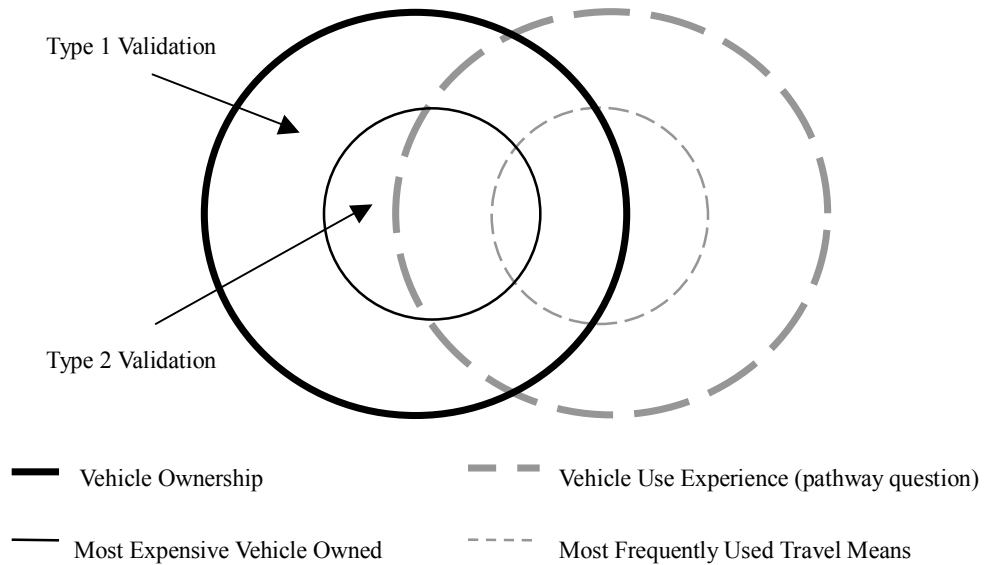 Type 1 Validation
Type 2 Validation
Vehicle Ownership
Vehicle Use Experience (pathway question)
Most Expensive Vehicle Owned
Most Frequently Used Travel Means